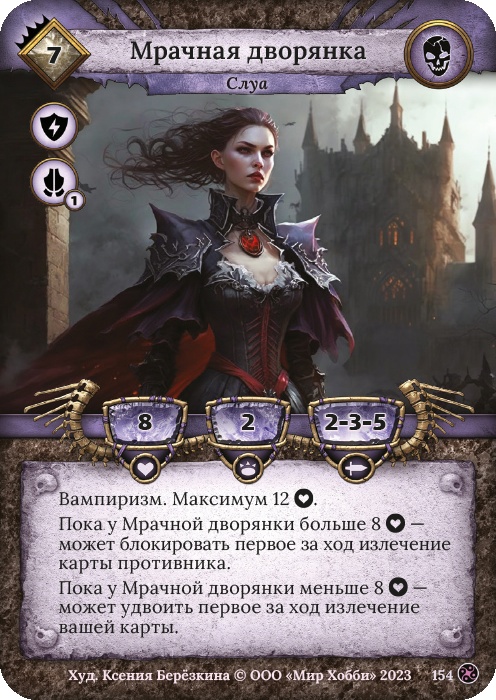 7
Мрачная дворянка
Слуа
1
8
2
2-3-5
Вампиризм. Максимум 12 .
Пока у Мрачной дворянки больше 8 —
может блокировать первое за ход излечение
карты противника.
Пока у Мрачной дворянки меньше 8 —
может удвоить первое за ход излечение
вашей карты.
Худ. Ксения Берёзкина © ООО «Мир Хобби» 2023
154